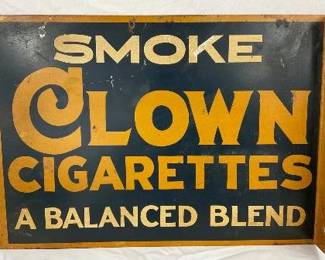 SMOKE
CLOWN
CIGARETTES
A BALANCED BLEND